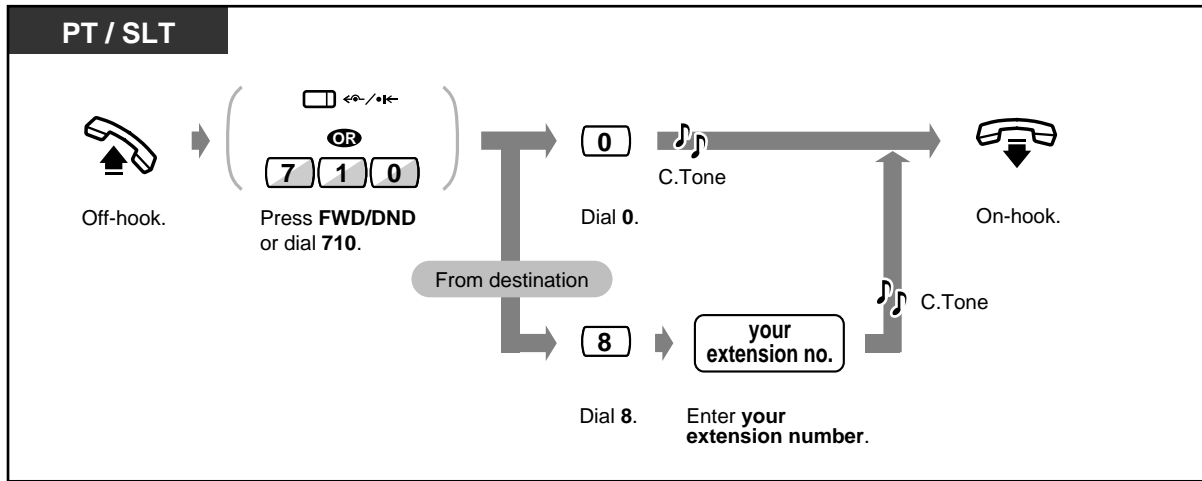 PT / SLT
OR
7 1 0
0
C.Tone
Off-hook.
Press FWD/DND
or dial 710.
Dial 0.
On-hook.
From destination
C.Tone
8
your
extension no.
Dial 8.
Enter your
extension number.